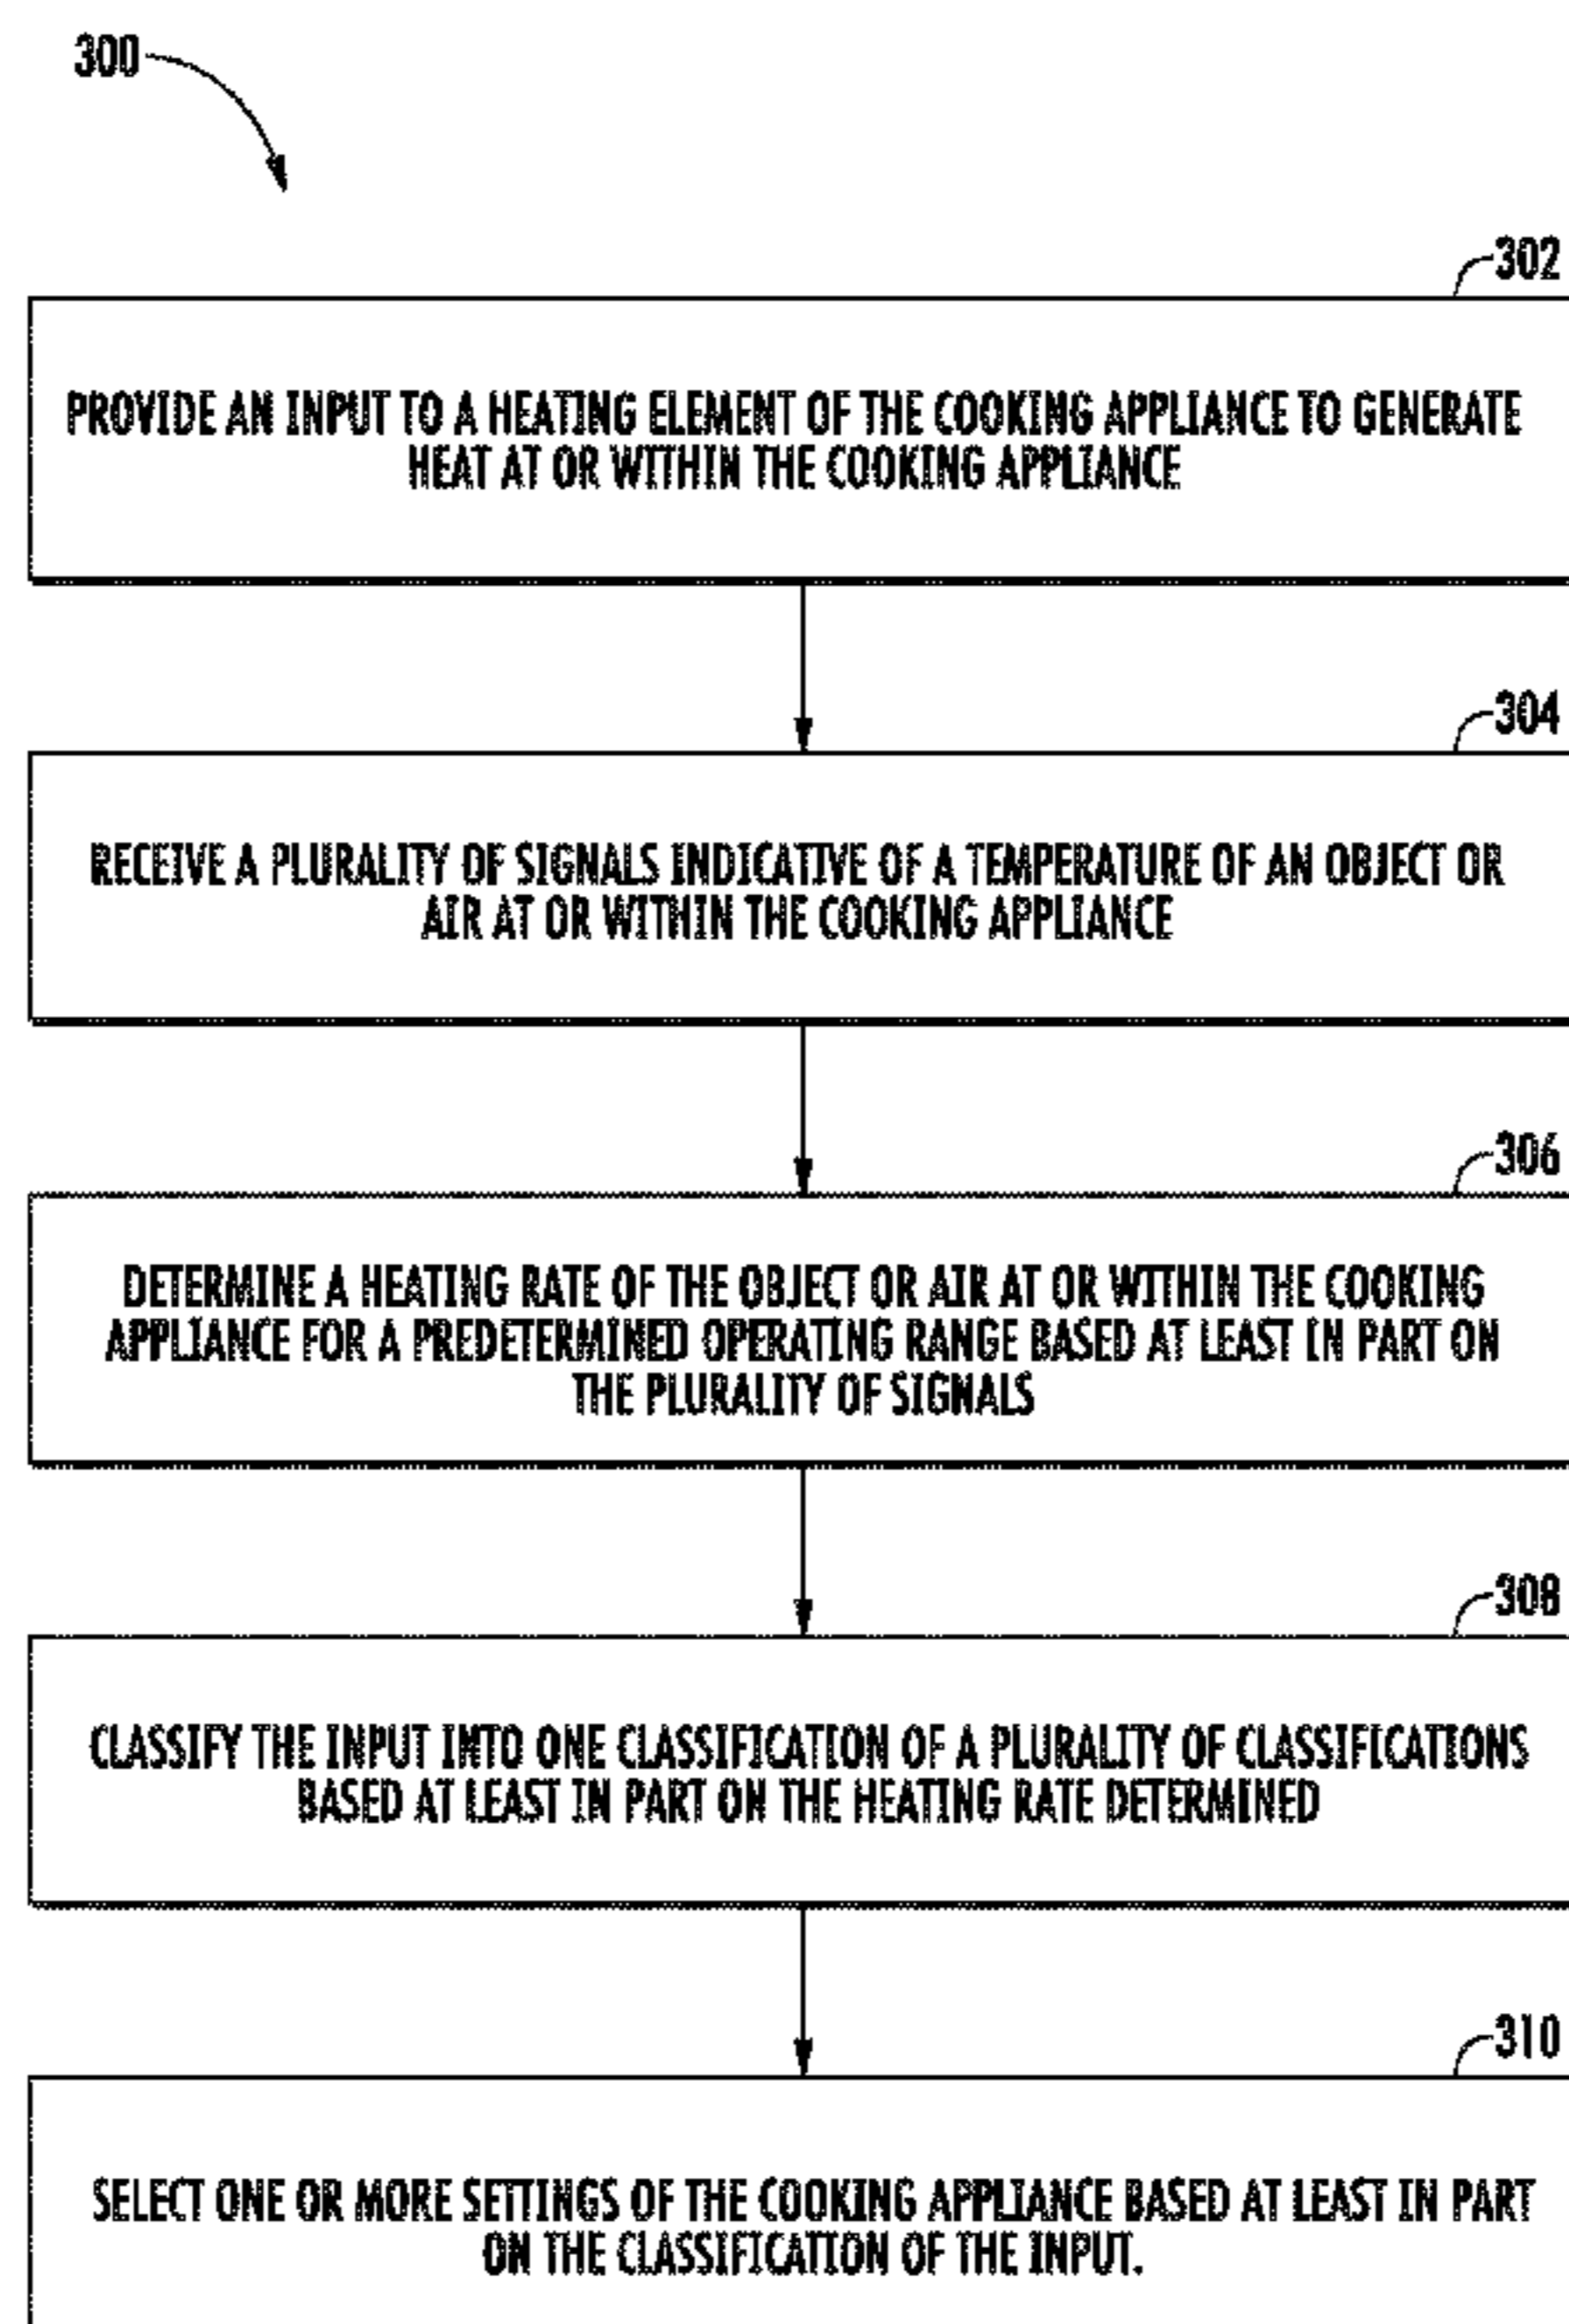 300
302
PROVIDE AN INPUT TO A HEATING ELEMENT OF THE COOKING APPLIANCE TO GENERATE
HEAT AT OR WITHIN THE COOKING APPLIANCE
304
RECEIVE A PLURALITY OF SIGNALS INDICATIVE OF A TEMPERATURE OF AN OBJECT OR
AIR AT OR WITHIN THE COOKING APPLIANCE
306
DETERMINE A HEATING RATE OF THE OBJECT OR AIR AT OR WITHIN THE COOKING
APPLIANCE FOR A PREDETERMINED OPERATING RANGE BASED AT LEAST IN PART ON
THE PLURALITY OF SIGNALS
308
CLASSIFY THE INPUT INTO ONE CLASSIFICATION OF A PLURALITY OF CLASSIFICATIONS
BASED AT LEAST IN PART ON THE HEATING RATE DETERMINED
310
SELECT ONE OR MORE SETTINGS OF THE COOKING APPLIANCE BASED AT LEAST IN PART
ON THE CLASSIFICATION OF THE INPUT.